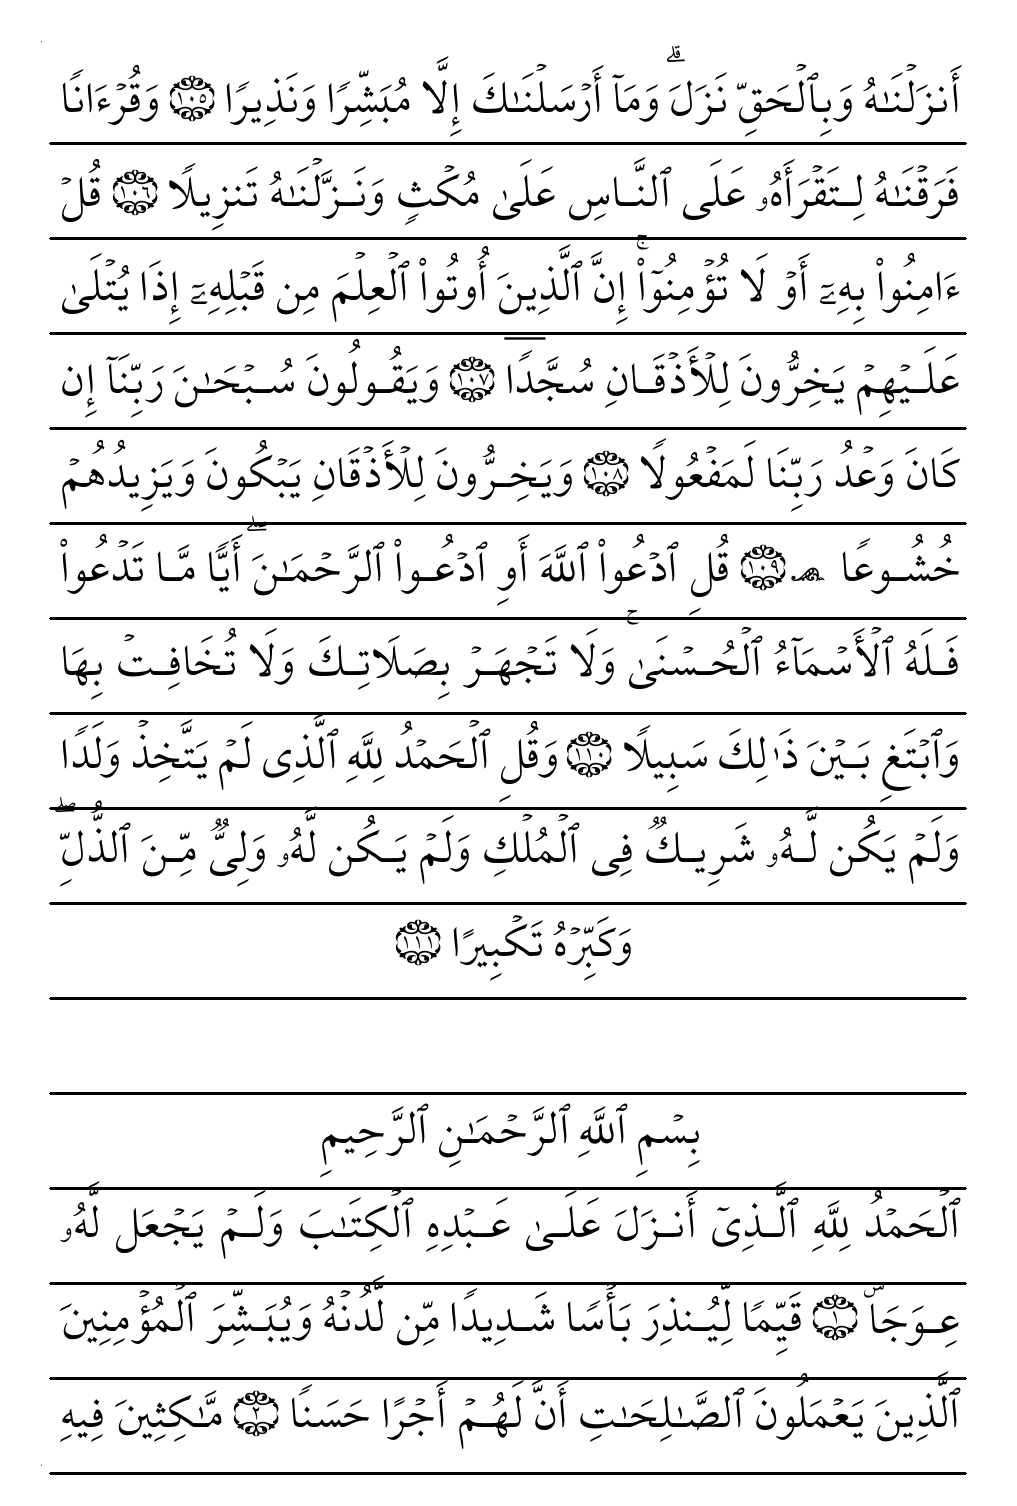 أَنزَلۡنَـٰهُ وَبِٱلۡحَقِّ نَزَلَۗ وَمَآ أَرۡسَلۡنَـٰكَ إِلَّا مُبَشِّرًا وَنَذِيرًا ١٠٥ وَقُرۡءَانًا
فَرَقۡنَـٰهُ لِتَقۡرَأَهُۥ عَلَى ٱلنَّاسِ عَلَىٰ مُكۡثٍ وَنَزَّلۡنَـٰهُ تَنزِيلًا ١٠٦ قُلۡ
ءَامِنُوا۟ بِهِۦٓ أَوۡ لَا تُؤۡمِنُوٓا۟ۚ إِنَّ ٱلَّذِينَ أُوتُوا۟ ٱلۡعِلۡمَ مِن قَبۡلِهِۦٓ إِذَا يُتۡلَىٰ
عَلَيۡهِمۡ يَخِرُّونَ لِلۡأَذۡقَانِ سُجَّدًا ١٠٧ وَيَقُولُونَ سُبۡحَـٰنَ رَبِّنَآ إِن
كَانَ وَعۡدُ رَبِّنَا لَمَفۡعُولًا ١٠٨ وَيَخِرُّونَ لِلۡأَذۡقَانِ يَبۡكُونَ وَيَزِيدُهُمۡ
خُشُوعًا ۩ ١٠٩ قُلِ ٱدۡعُوا۟ ٱللَّهَ أَوِ ٱدۡعُوا۟ ٱلرَّحۡمَـٰنَۖ أَيًّا مَّا تَدۡعُوا۟
فَلَهُ ٱلۡأَسۡمَآءُ ٱلۡحُسۡنَىٰۚ وَلَا تَجۡهَرۡ بِصَلَاتِكَ وَلَا تُخَافِتۡ بِهَا
وَٱبۡتَغِ بَيۡنَ ذَٰلِكَ سَبِيلًا ١١٠ وَقُلِ ٱلۡحَمۡدُ لِلَّهِ ٱلَّذِى لَمۡ يَتَّخِذۡ وَلَدًا
وَلَمۡ يَكُن لَّهُۥ شَرِيكٌ فِى ٱلۡمُلۡكِ وَلَمۡ يَكُن لَّهُۥ وَلِىٌّ مِّنَ ٱلذُّلِّۖ
وَكَبِّرۡهُ تَكۡبِيرًا ١١١
بِسۡمِ ٱللَّهِ ٱلرَّحۡمَـٰنِ ٱلرَّحِيمِ
ٱلۡحَمۡدُ لِلَّهِ ٱلَّذِىٓ أَنزَلَ عَلَىٰ عَبۡدِهِ ٱلۡكِتَـٰبَ وَلَمۡ يَجۡعَل لَّهُۥ
عِوَجَاۜ ١ قَيِّمًا لِّيُنذِرَ بَأۡسًا شَدِيدًا مِّن لَّدُنۡهُ وَيُبَشِّرَ ٱلۡمُؤۡمِنِينَ
ٱلَّذِينَ يَعۡمَلُونَ ٱلصَّـٰلِحَـٰتِ أَنَّ لَهُمۡ أَجۡرًا حَسَنًا ٢ مَّـٰكِثِينَ فِيهِ